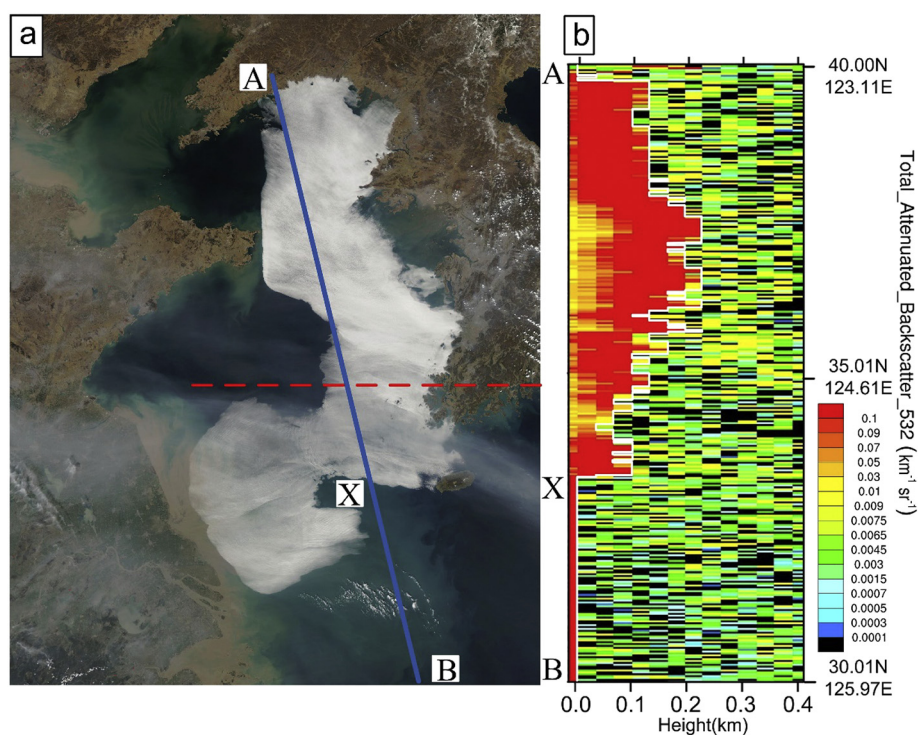 a
A
X
B
b
A
X
B
40.00N
123.11E
35.01N
124.61E
30.01N
125.97E
Total_Attenuated_Backscatter_532 (km⁻¹ sr⁻¹)
0.1
0.09
0.07
0.05
0.03
0.01
0.009
0.0075
0.0065
0.0045
0.003
0.0015
0.0007
0.0005
0.0003
0.0001
0.0 0.1 0.2 0.3 0.4
Height(km)